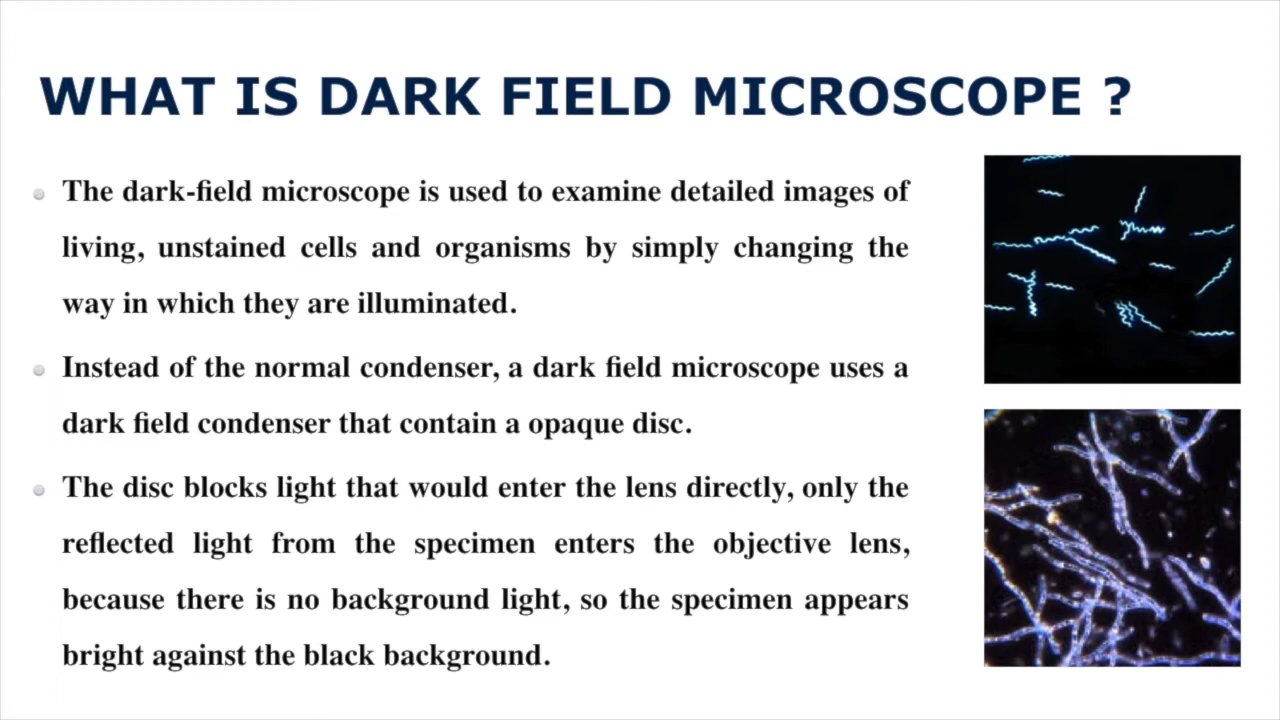 WHAT IS DARK FIELD MICROSCOPE ?
The dark-field microscope is used to examine detailed images of
living, unstained cells and organisms by simply changing the
way in which they are illuminated.
Instead of the normal condenser, a dark field microscope uses a
dark field condenser that contain a opaque disc.
The disc blocks light that would enter the lens directly, only the
reflected light from the specimen enters the objective lens,
because there is no background light, so the specimen appears
bright against the black background.